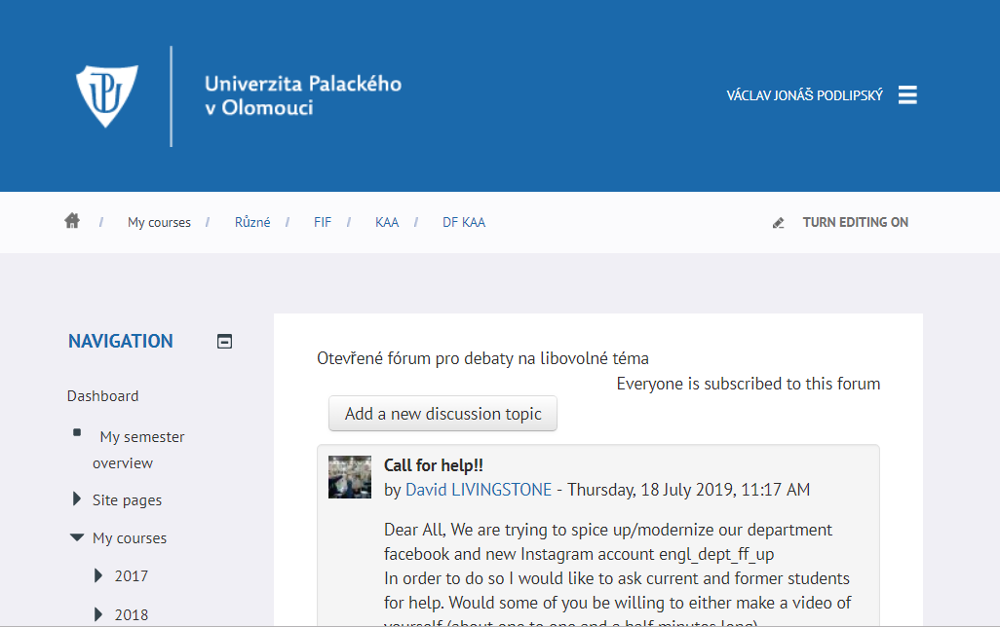 Univerzita Palackého
v Olomouci
VÁCLAV JONÁŠ PODLIPSKÝ
/ My courses / Různé / FIF / KAA / DF KAA
TURN EDITING ON
NAVIGATION
Dashboard
My semester
overview
Site pages
My courses
2017
2018
Otevřené fórum pro debaty na libovolné téma
Everyone is subscribed to this forum
Add a new discussion topic
Call for help!!
by David LIVINGSTONE - Thursday, 18 July 2019, 11:17 AM
Dear All, We are trying to spice up/modernize our department
facebook and new Instagram account engl_dept_ff_up
In order to do so I would like to ask current and former students
for help. Would some of you be willing to either make a video of
yourself (about one to one and a half minutes long)